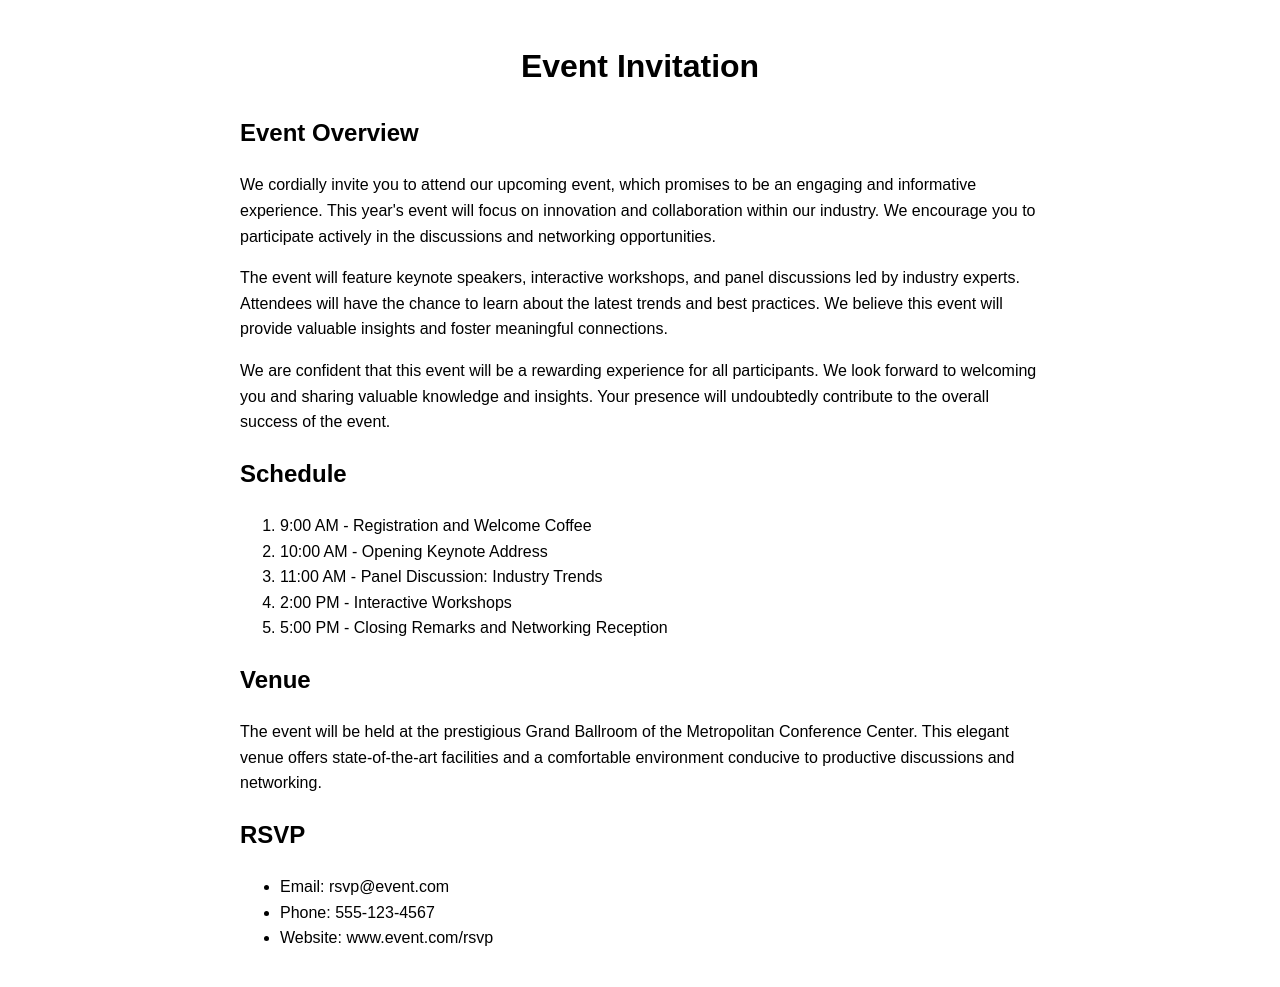 Event Invitation
Event Overview
We cordially invite you to attend our upcoming event, which promises to be an engaging and informative
experience. This year's event will focus on innovation and collaboration within our industry. We encourage you to
participate actively in the discussions and networking opportunities.
The event will feature keynote speakers, interactive workshops, and panel discussions led by industry experts.
Attendees will have the chance to learn about the latest trends and best practices. We believe this event will
provide valuable insights and foster meaningful connections.
We are confident that this event will be a rewarding experience for all participants. We look forward to welcoming
you and sharing valuable knowledge and insights. Your presence will undoubtedly contribute to the overall
success of the event.
Schedule
1. 9:00 AM - Registration and Welcome Coffee
2. 10:00 AM - Opening Keynote Address
3. 11:00 AM - Panel Discussion: Industry Trends
4. 2:00 PM - Interactive Workshops
5. 5:00 PM - Closing Remarks and Networking Reception
Venue
The event will be held at the prestigious Grand Ballroom of the Metropolitan Conference Center. This elegant
venue offers state-of-the-art facilities and a comfortable environment conducive to productive discussions and
networking.
RSVP
• Email: rsvp@event.com
• Phone: 555-123-4567
• Website: www.event.com/rsvp